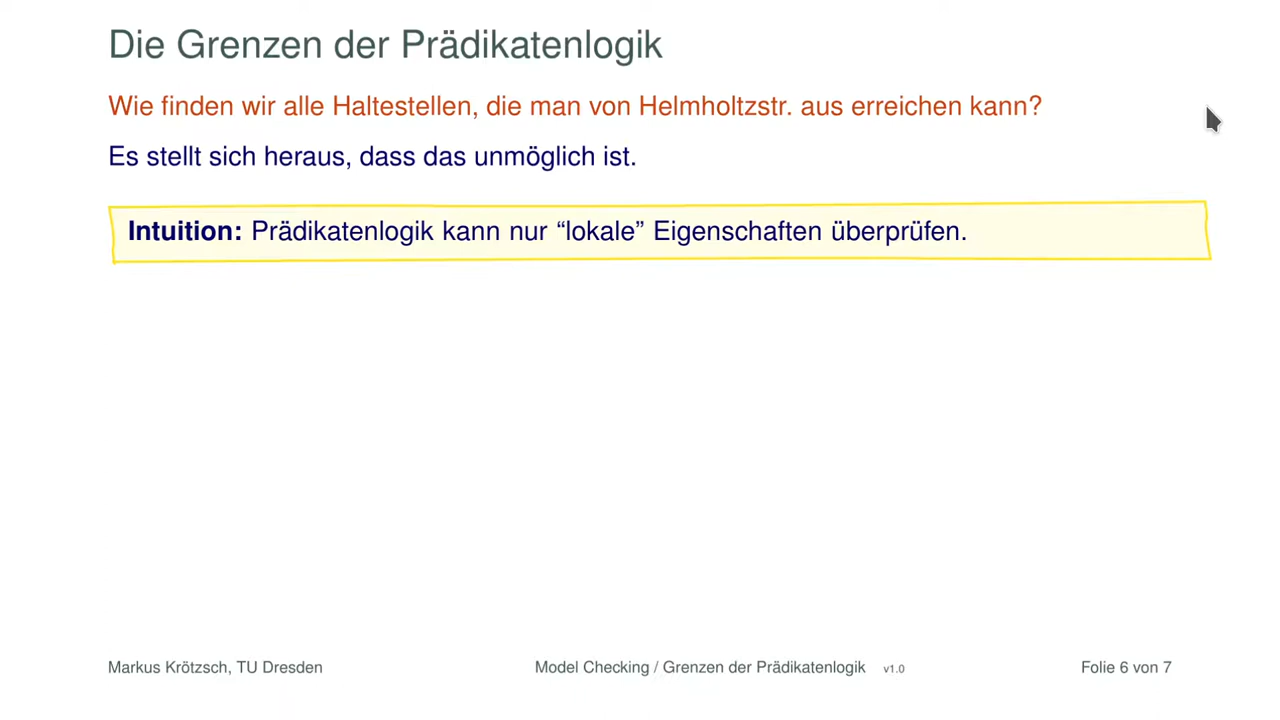 Die Grenzen der Prädikatenlogik
Wie finden wir alle Haltestellen, die man von Helmholtzstr. aus erreichen kann?
Es stellt sich heraus, dass das unmöglich ist.
Intuition: Prädikatenlogik kann nur “lokale” Eigenschaften überprüfen.
Markus Krötzsch, TU Dresden
Model Checking / Grenzen der Prädikatenlogik v1.0
Folie 6 von 7